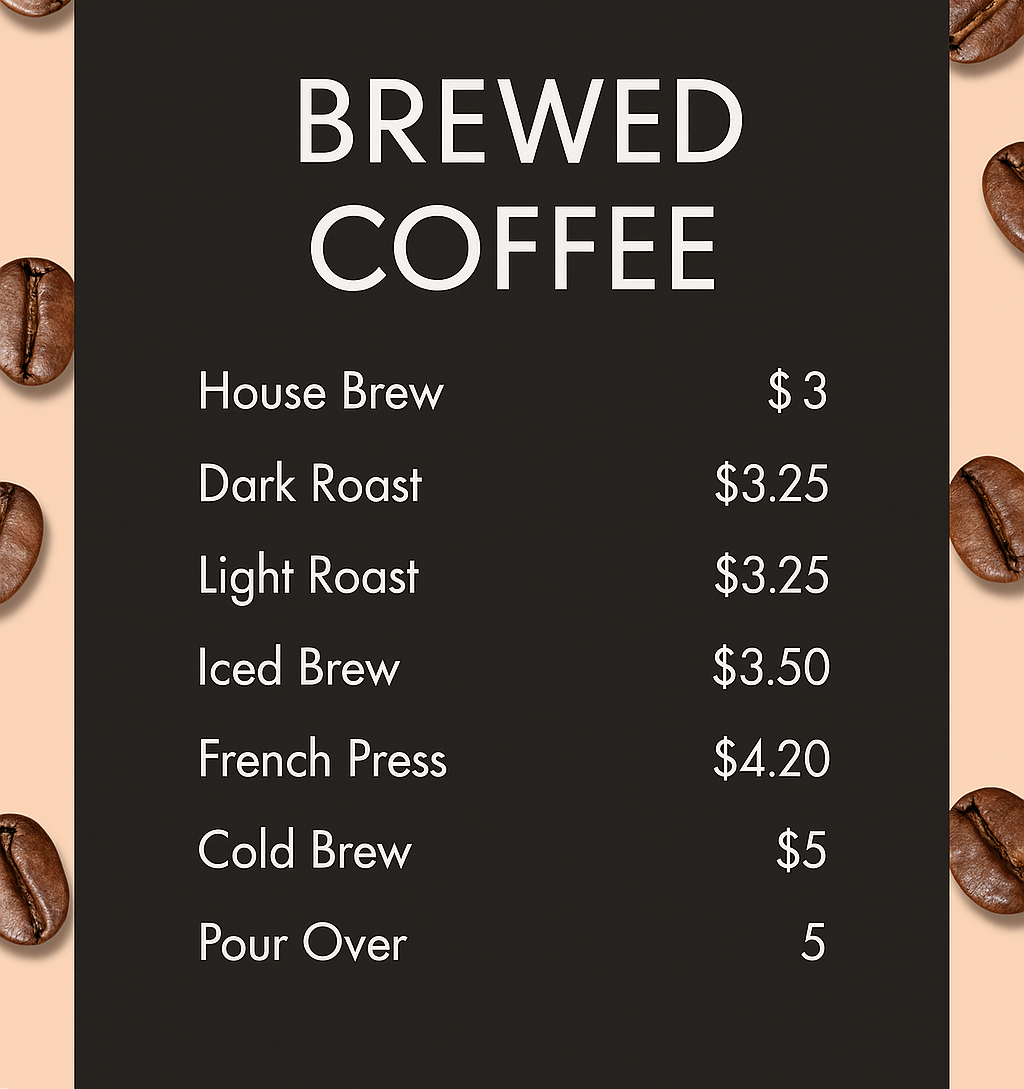 BREWED
COFFEE
House Brew $ 3
Dark Roast $3.25
Light Roast $3.25
Iced Brew $3.50
French Press $4.20
Cold Brew $5
Pour Over 5